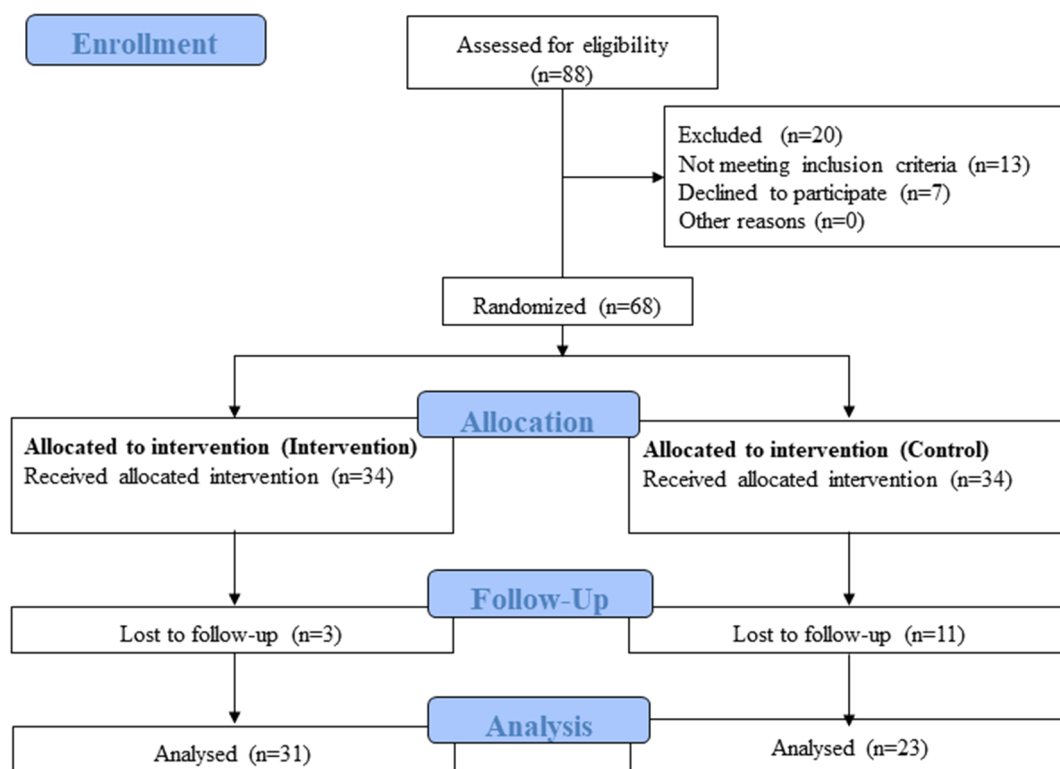 Enrollment
Assessed for eligibility
(n=88)
Excluded (n=20)
Not meeting inclusion criteria (n=13)
Declined to participate (n=7)
Other reasons (n=0)
Randomized (n=68)
Allocation
Allocated to intervention (Intervention)
Received allocated intervention (n=34)
Allocated to intervention (Control)
Received allocated intervention (n=34)
Follow-Up
Lost to follow-up (n=3)
Lost to follow-up (n=11)
Analysis
Analysed (n=31)
Analysed (n=23)